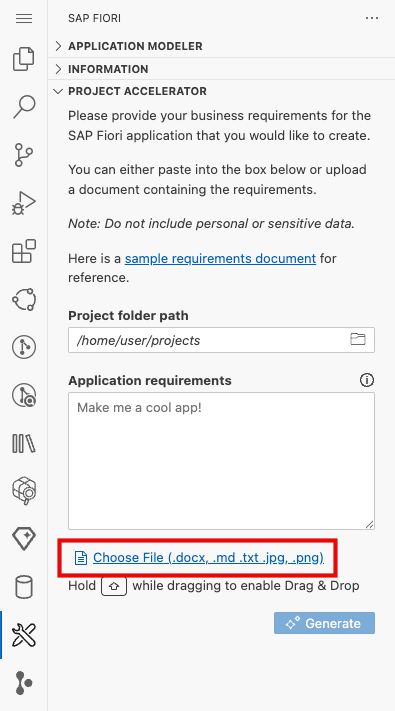 SAP FIORI
APPLICATION MODELER
INFORMATION
PROJECT ACCELERATOR
Please provide your business requirements for the
SAP Fiori application that you would like to create.
You can either paste into the box below or upload
a document containing the requirements.
Note: Do not include personal or sensitive data.
Here is a sample requirements document for
reference.
Project folder path
/home/user/projects
Application requirements
Make me a cool app!
Choose File (.docx, .md .txt .jpg, .png)
Hold ⇧ while dragging to enable Drag & Drop
Generate